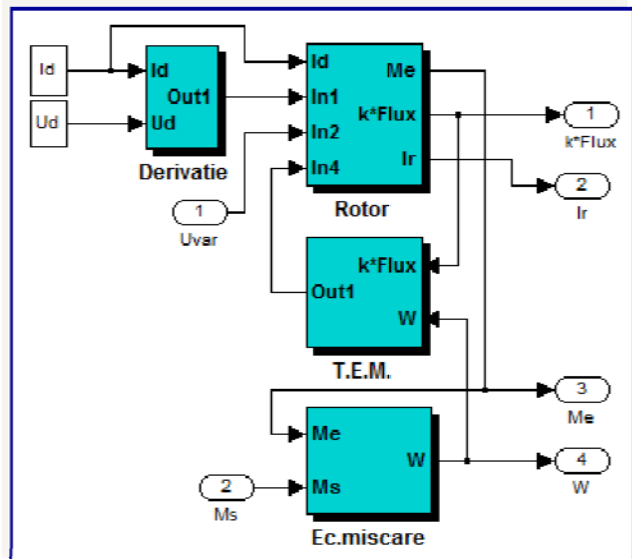 Id
Ud
Id
Ud
Out1
Derivatie
Id
In1
In2
In4
Me
k*Flux
Ir
Rotor
1
Uvar
1
k*Flux
2
Ir
k*Flux
Out1
W
T.E.M.
3
Me
Me
Ms
W
Ec.miscare
2
Ms
4
W